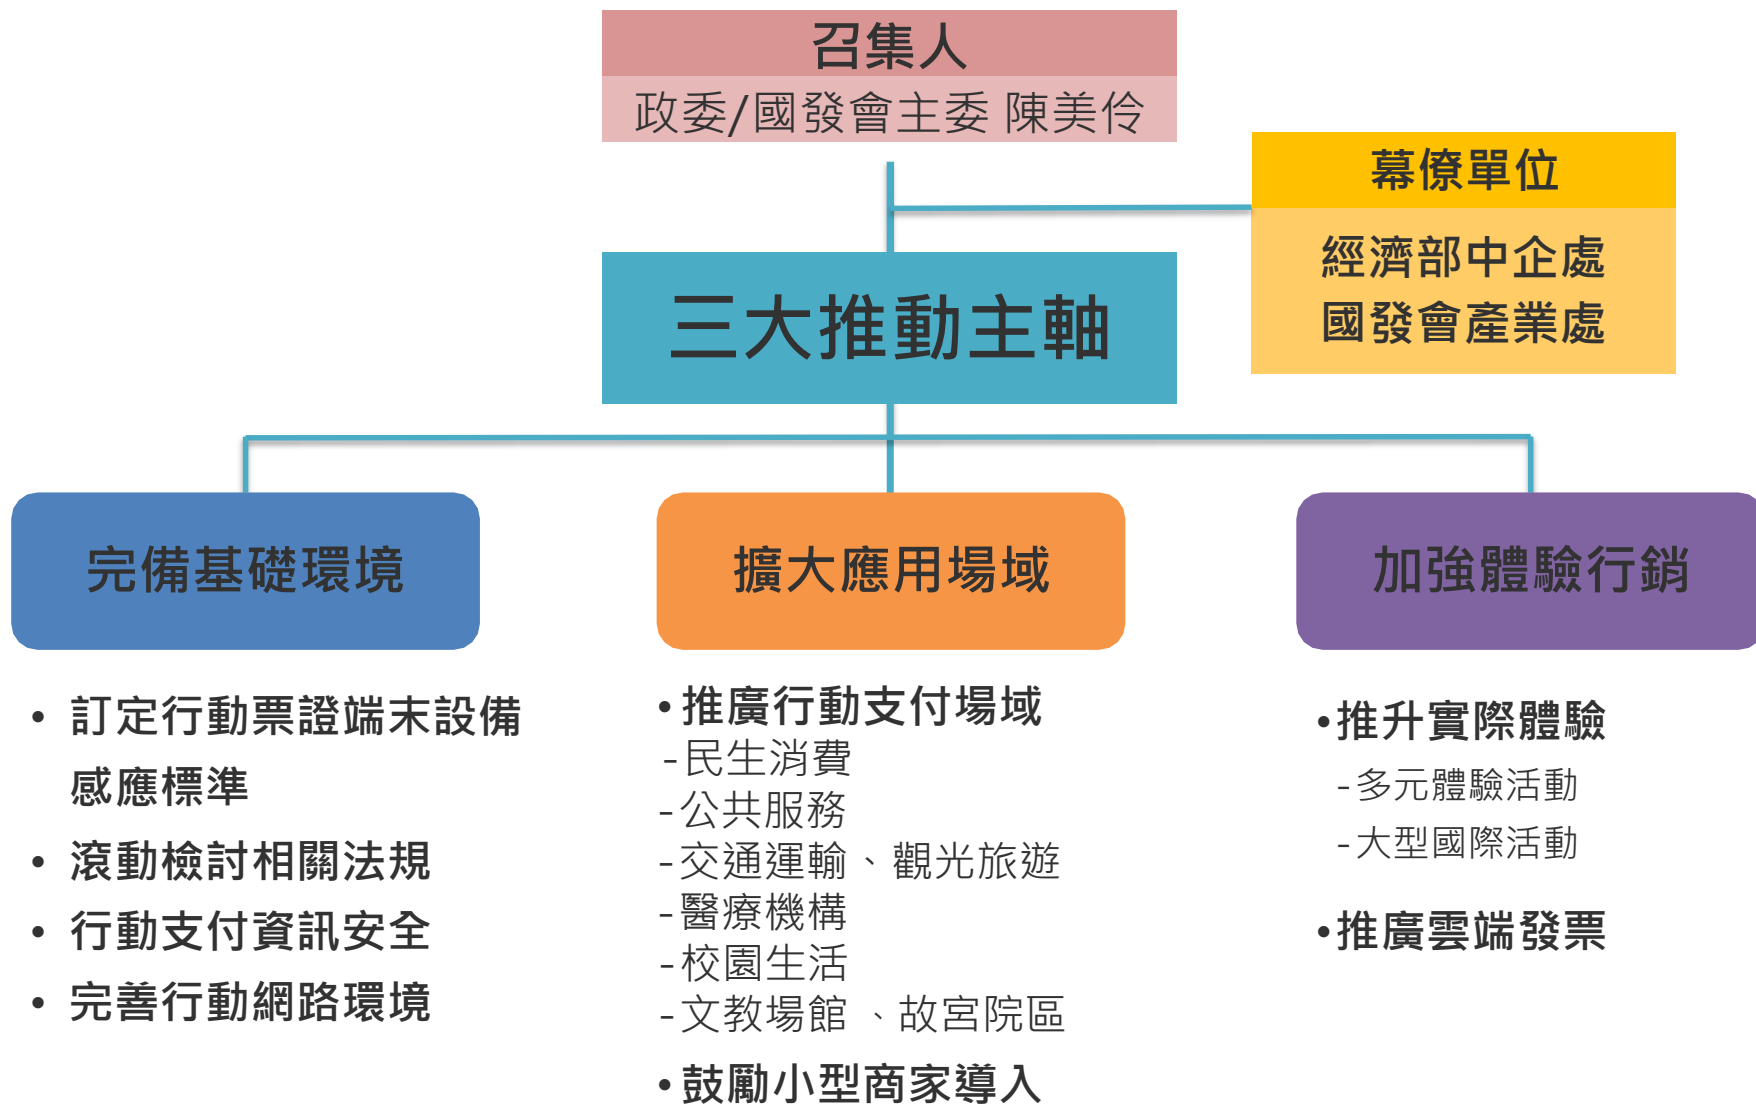 召集人
政委/國發會主委 陳美伶
幕僚單位
經濟部中企處
國發會產業處
三大推動主軸
完備基礎環境
• 訂定行動票證端末設備
感應標準
• 滾動檢討相關法規
• 行動支付資訊安全
• 完善行動網路環境
擴大應用場域
•推廣行動支付場域
-民生消費
-公共服務
-交通運輸、觀光旅遊
-醫療機構
-校園生活
-文教場館、故宮院區
•鼓勵小型商家導入
加強體驗行銷
•推升實際體驗
-多元體驗活動
-大型國際活動
•推廣雲端發票